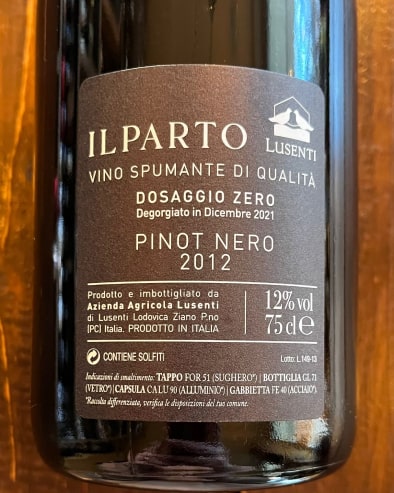 ILPARTO
LUSENTI
VINO SPUMANTE DI QUALITÀ
DOSAGGIO ZERO
Degorgiato in Dicembre 2021
PINOT NERO
2012
Prodotto e imbottigliato da
Azienda Agricola Lusenti
di Lusenti Lodovica Ziano P.no
(PC) Italia. PRODOTTO IN ITALIA
12% vol
75 cl e
CONTIENE SOLFITI
Lotto: L.149-13
Indicazioni di smaltimento: TAPPO FOR 51 (SUGHERO*) | BOTTIGLIA GL 71
(VETRO*) | CAPSULA CALU 90 (ALLUMINIO*) | GABBIETTA FE 40 (ACCIAIO*).
*Raccolta differenziata, verifica le disposizioni del tuo comune.